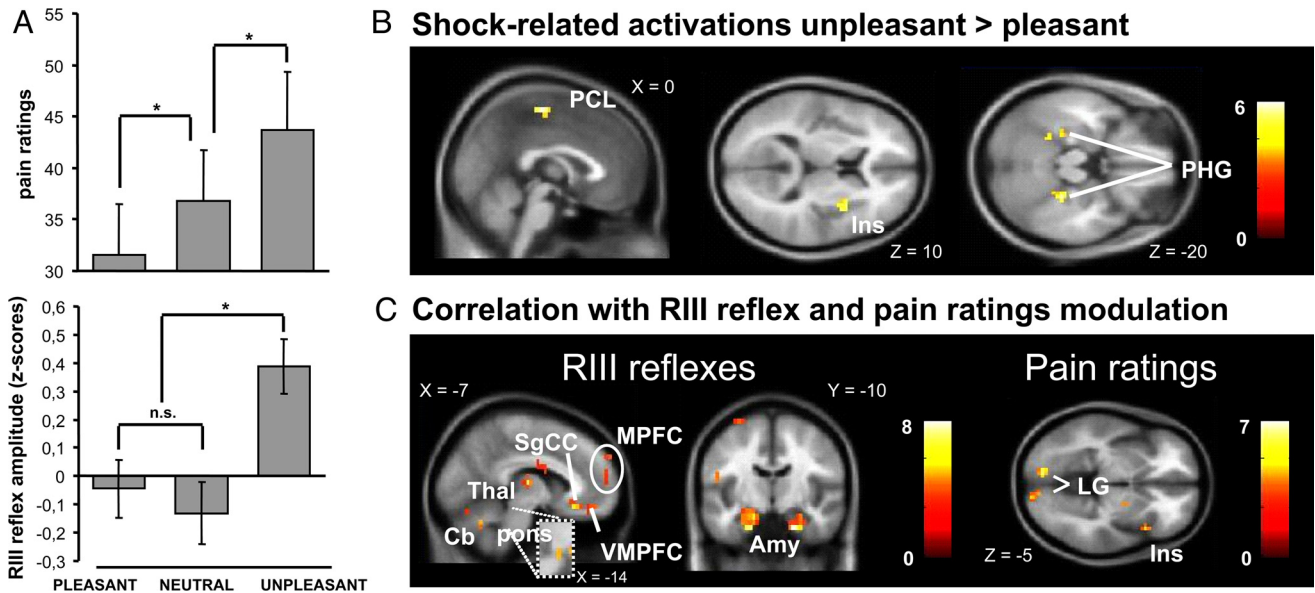 A
55
50
45
40
35
30
pain ratings
*
*
0,6
0,5
0,4
0,3
0,2
0,1
0
-0,1
-0,2
-0,3
RIII reflex amplitude (z-scores)
n.s.
*
PLEASANT NEUTRAL UNPLEASANT
B Shock-related activations unpleasant > pleasant
X = 0
PCL
Ins
Z = 10
PHG
Z = -20
6
0
C Correlation with RIII reflex and pain ratings modulation
RIII reflexes
X = -7
SgCC
MPFC
Thal
Cb
pons
VMPFC
X = -14
Y = -10
Amy
8
0
Pain ratings
> LG
Ins
Z = -5
7
0